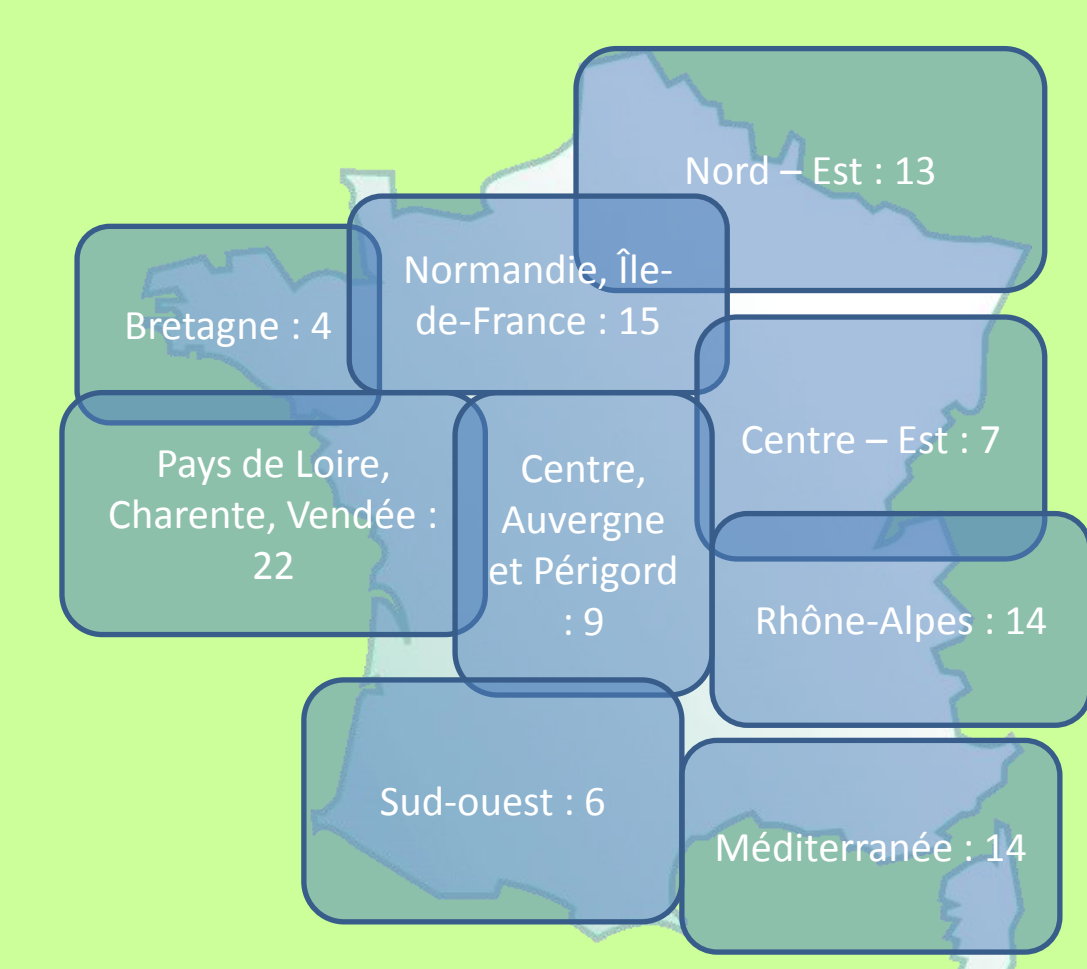 Nord – Est : 13
Normandie, Île-
de-France : 15
Bretagne : 4
Centre – Est : 7
Pays de Loire,
Charente, Vendée :
22
Centre,
Auvergne
et Périgord
: 9
Rhône-Alpes : 14
Sud-ouest : 6
Méditerranée : 14